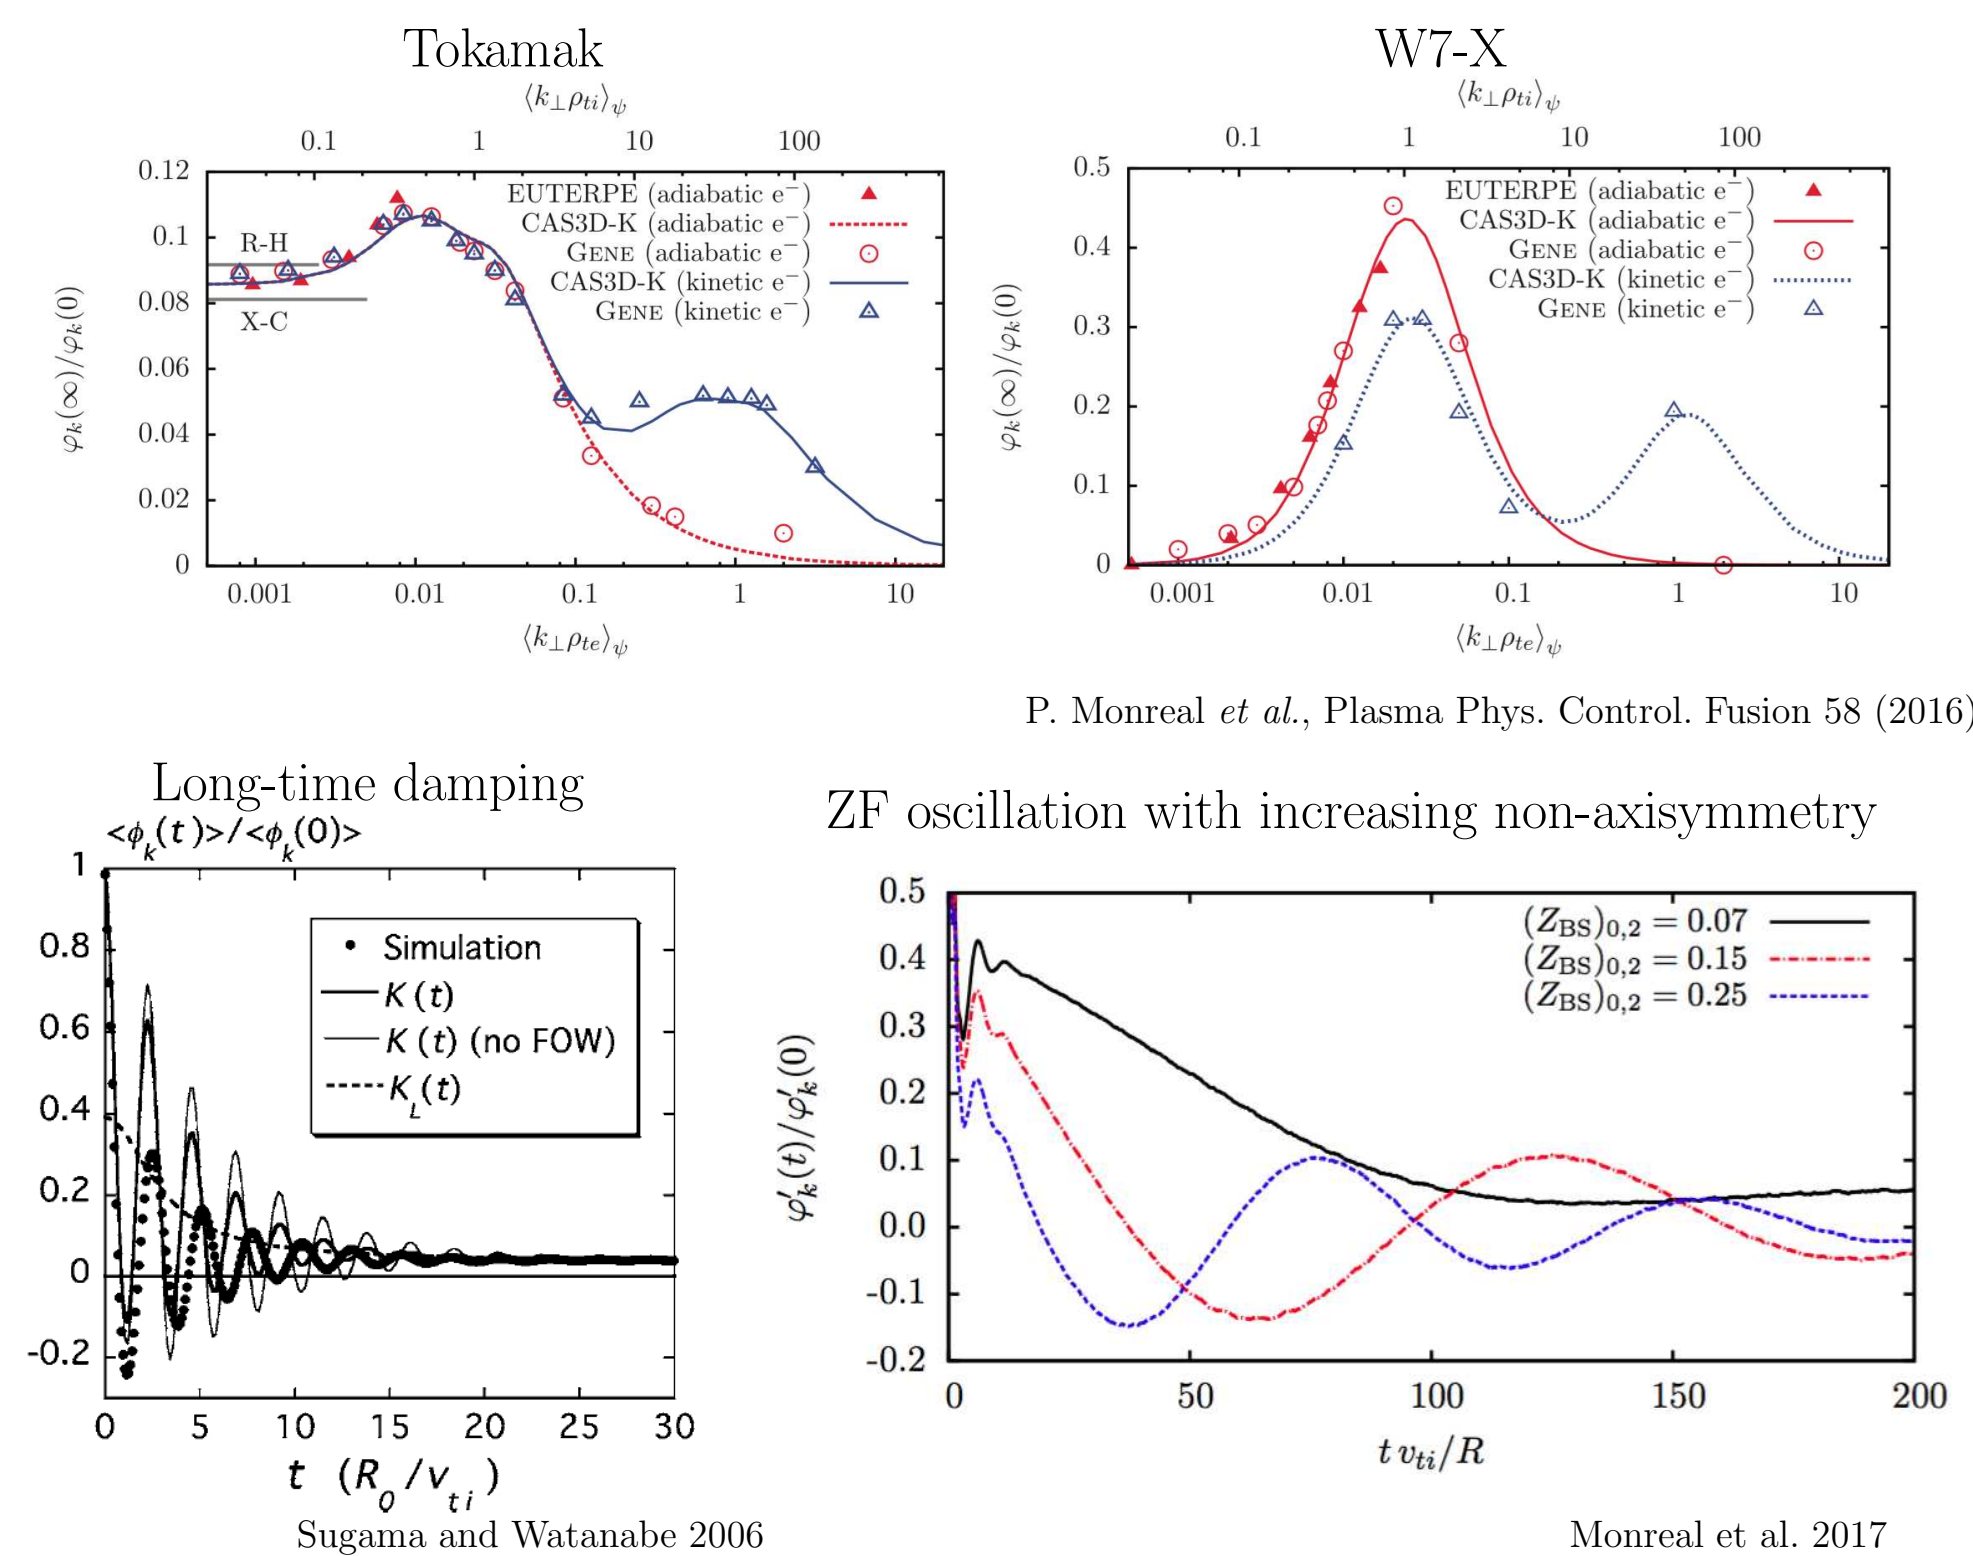 Tokamak
⟨k⊥ρti⟩ψ
0.1 1 10 100
0.12
0.1
0.08
0.06
0.04
0.02
0
φk(∞)/φk(0)
R-H
X-C
EUTERPE (adiabatic e−)
CAS3D-K (adiabatic e−)
GENE (adiabatic e−)
CAS3D-K (kinetic e−)
GENE (kinetic e−)
0.001 0.01 0.1 1 10
⟨k⊥ρte⟩ψ
W7-X
⟨k⊥ρti⟩ψ
0.1 1 10 100
0.5
0.4
0.3
0.2
0.1
0
φk(∞)/φk(0)
EUTERPE (adiabatic e−)
CAS3D-K (adiabatic e−)
GENE (adiabatic e−)
CAS3D-K (kinetic e−)
GENE (kinetic e−)
0.001 0.01 0.1 1 10
⟨k⊥ρte⟩ψ
P. Monreal et al., Plasma Phys. Control. Fusion 58 (2016)
Long-time damping
<ϕk(t)>/<ϕk(0)>
1
0.8
0.6
0.4
0.2
0
-0.2
Simulation
K(t)
K(t) (no FOW)
KL(t)
0 5 10 15 20 25 30
t (R0/vti)
Sugama and Watanabe 2006
ZF oscillation with increasing non-axisymmetry
0.5
0.4
0.3
0.2
0.1
0.0
-0.1
-0.2
φ′k(t)/φ′k(0)
(ZBS)0,2 = 0.07
(ZBS)0,2 = 0.15
(ZBS)0,2 = 0.25
0 50 100 150 200
t vti/R
Monreal et al. 2017